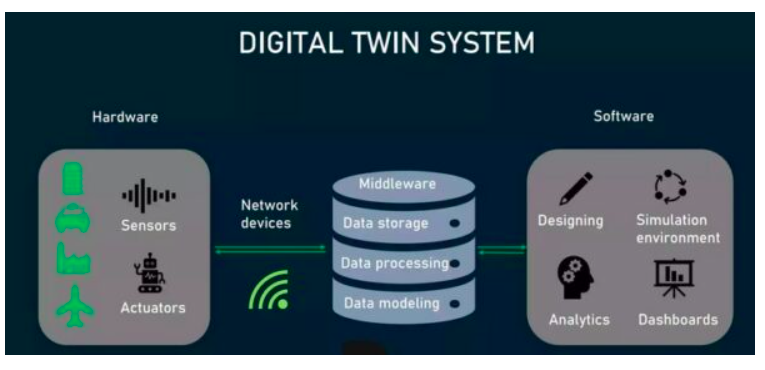 DIGITAL TWIN SYSTEM
Hardware
Software
Sensors
Actuators
Network
devices
Middleware
Data storage
Data processing
Data modeling
Designing
Simulation
environment
Analytics
Dashboards